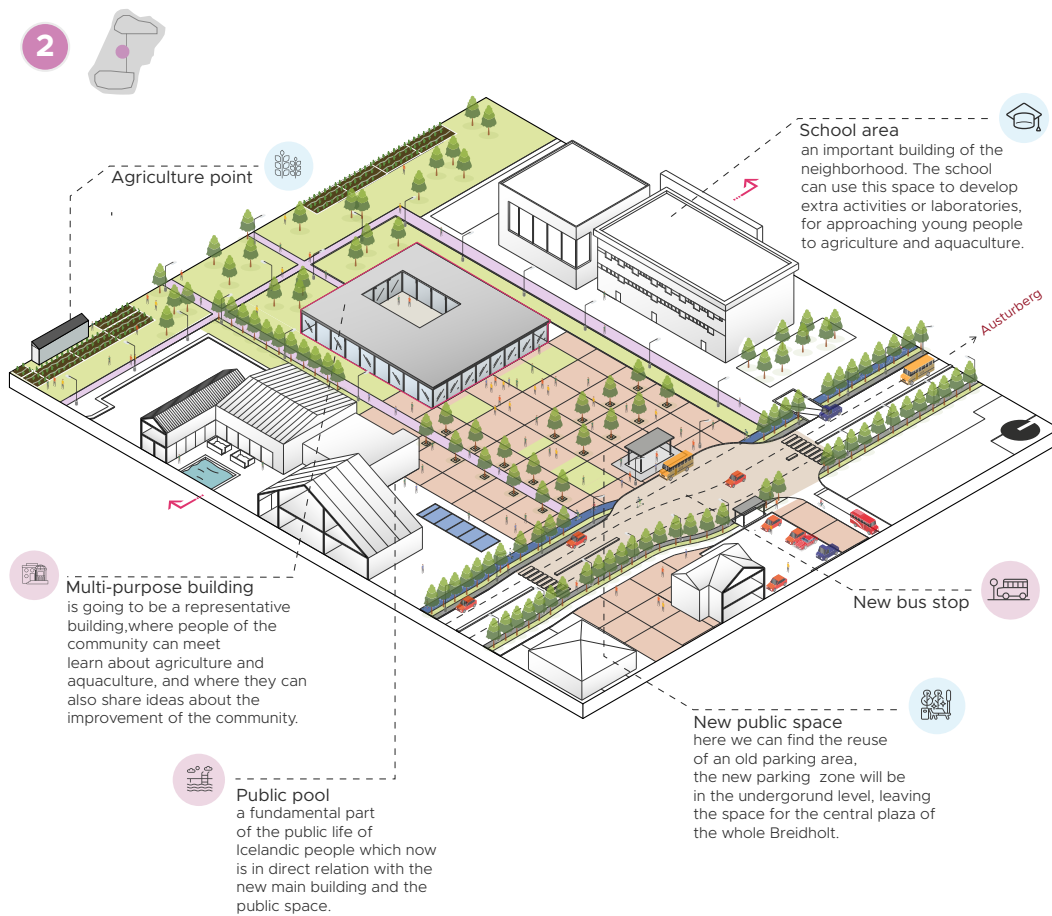 2
School area
an important building of the
neighborhood. The school
can use this space to develop
extra activities or laboratories,
for approaching young people
to agriculture and aquaculture.
Agriculture point
Austurberg
Multi-purpose building
is going to be a representative
building,where people of the
community can meet
learn about agriculture and
aquaculture, and where they can
also share ideas about the
improvement of the community.
New bus stop
New public space
here we can find the reuse
of an old parking area,
the new parking zone will be
in the undergorund level, leaving
the space for the central plaza of
the whole Breidholt.
Public pool
a fundamental part
of the public life of
Icelandic people which now
is in direct relation with the
new main building and the
public space.